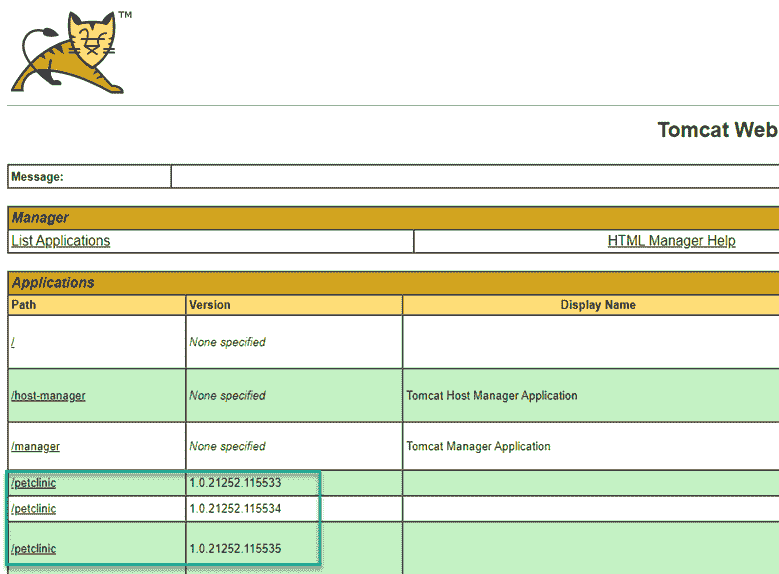 TM
Tomcat Web
Message:
Manager
List Applications HTML Manager Help
Applications
Path Version Display Name
/ None specified
/host-manager None specified Tomcat Host Manager Application
/manager None specified Tomcat Manager Application
/petclinic 1.0.21252.115533
/petclinic 1.0.21252.115534
/petclinic 1.0.21252.115535